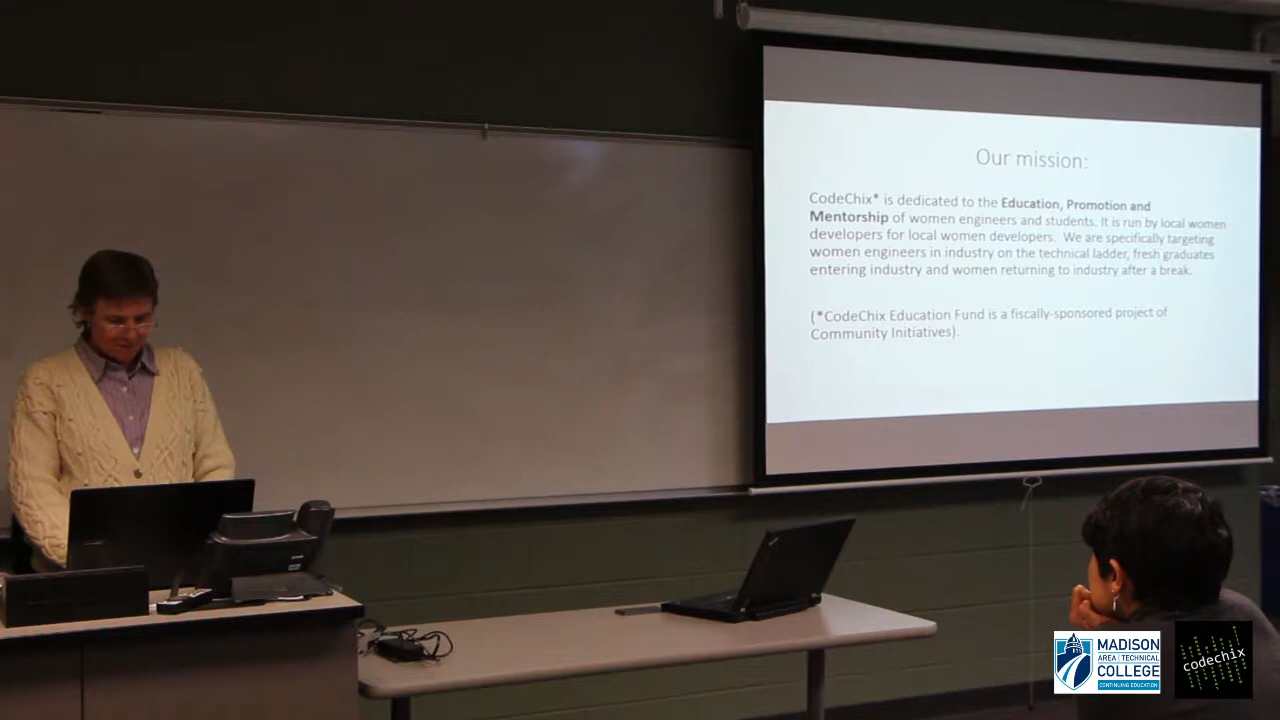 Our mission:
CodeChix* is dedicated to the Education, Promotion and
Mentorship of women engineers and students. It is run by local women
developers for local women developers. We are specifically targeting
women engineers in industry on the technical ladder, fresh graduates
entering industry and women returning to industry after a break.
(*CodeChix Education Fund is a fiscally-sponsored project of
Community Initiatives).
MADISON
AREA TECHNICAL
COLLEGE
CONTINUING EDUCATION
codechix